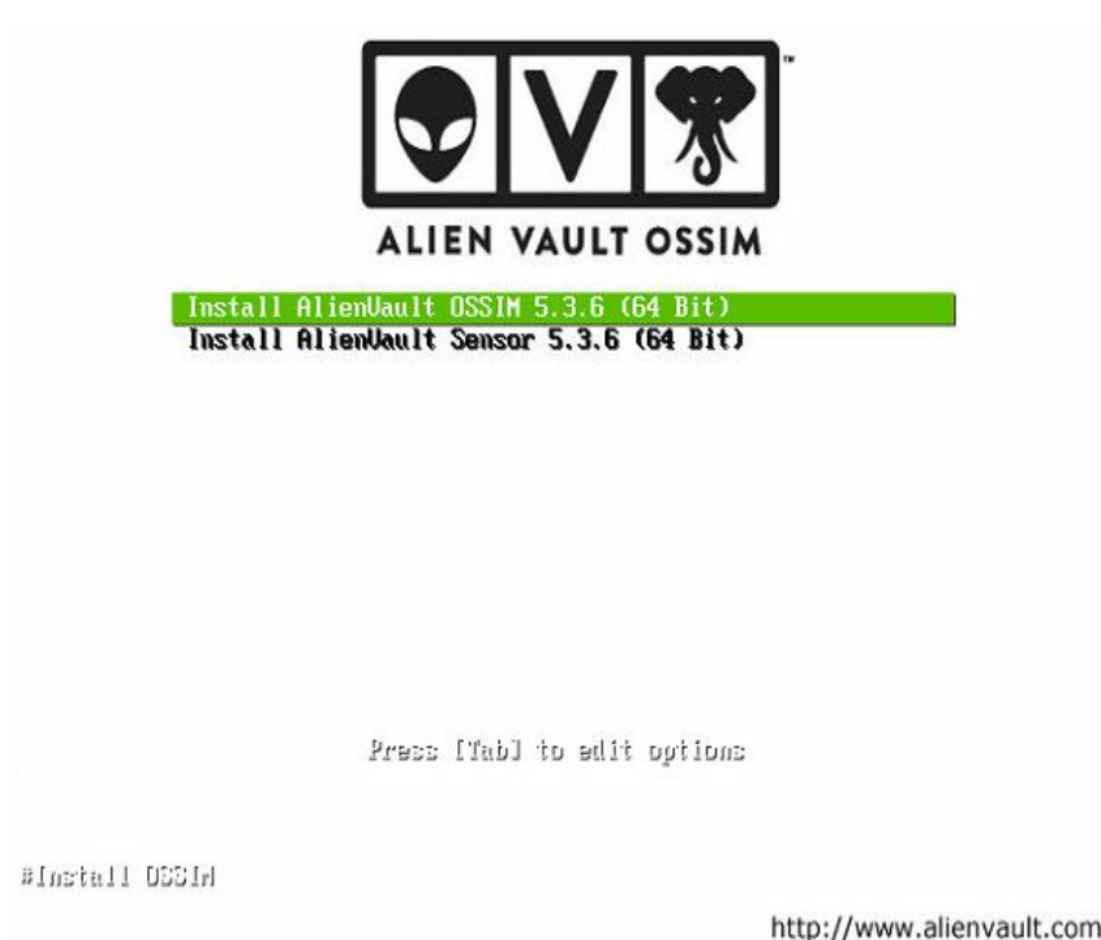 V ™
ALIEN VAULT OSSIM
Install AlienVault OSSIM 5.3.6 (64 Bit)
Install AlienVault Sensor 5.3.6 (64 Bit)
Press [Tab] to edit options
#Install OSSIM
http://www.alienvault.com